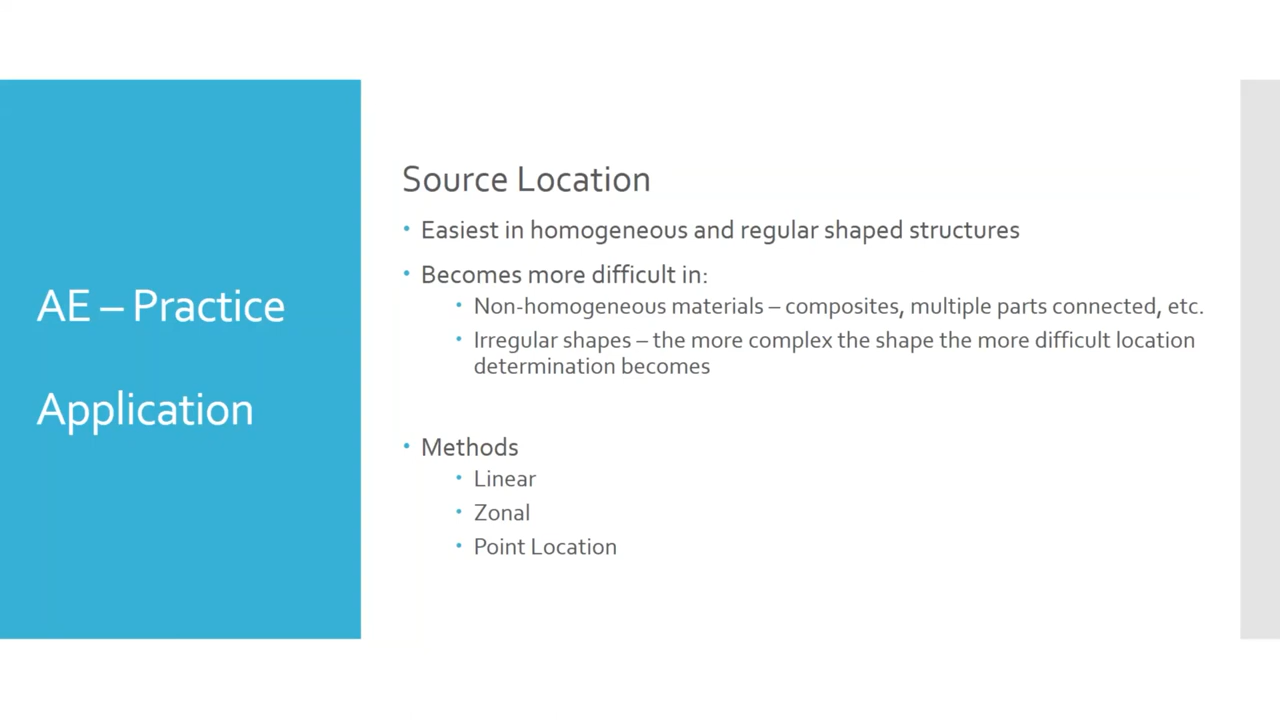 AE – Practice
Application
Source Location
• Easiest in homogeneous and regular shaped structures
• Becomes more difficult in:
• Non-homogeneous materials – composites, multiple parts connected, etc.
• Irregular shapes – the more complex the shape the more difficult location
determination becomes
• Methods
• Linear
• Zonal
• Point Location